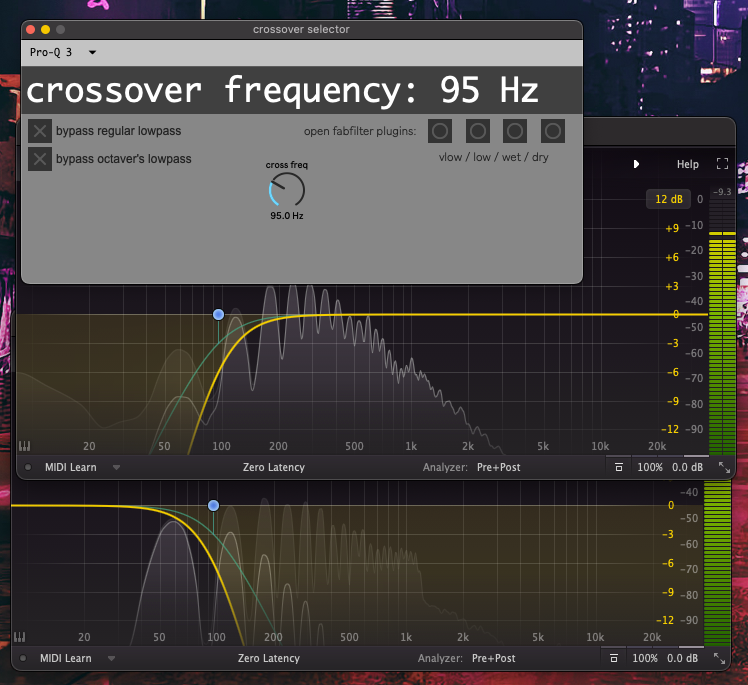 crossover selector
Pro-Q 3
crossover frequency: 95 Hz
bypass regular lowpass
open fabfilter plugins:
bypass octaver's lowpass
vlow / low / wet / dry
cross freq
95.0 Hz
Help
-9.3
12 dB
0
+9
-10
-20
+6
-30
+3
-40
0
-50
-3
-60
-6
-70
-9
-80
-12
-90
20 50 100 200 500 1k 2k 5k 10k 20k
MIDI Learn
Zero Latency
Analyzer: Pre+Post
100%
0.0 dB
-40
0
-50
-3
-60
-6
-70
-9
-80
-12
-90
20 50 100 200 500 1k 2k 5k 10k 20k
MIDI Learn
Zero Latency
Analyzer: Pre+Post
100%
0.0 dB